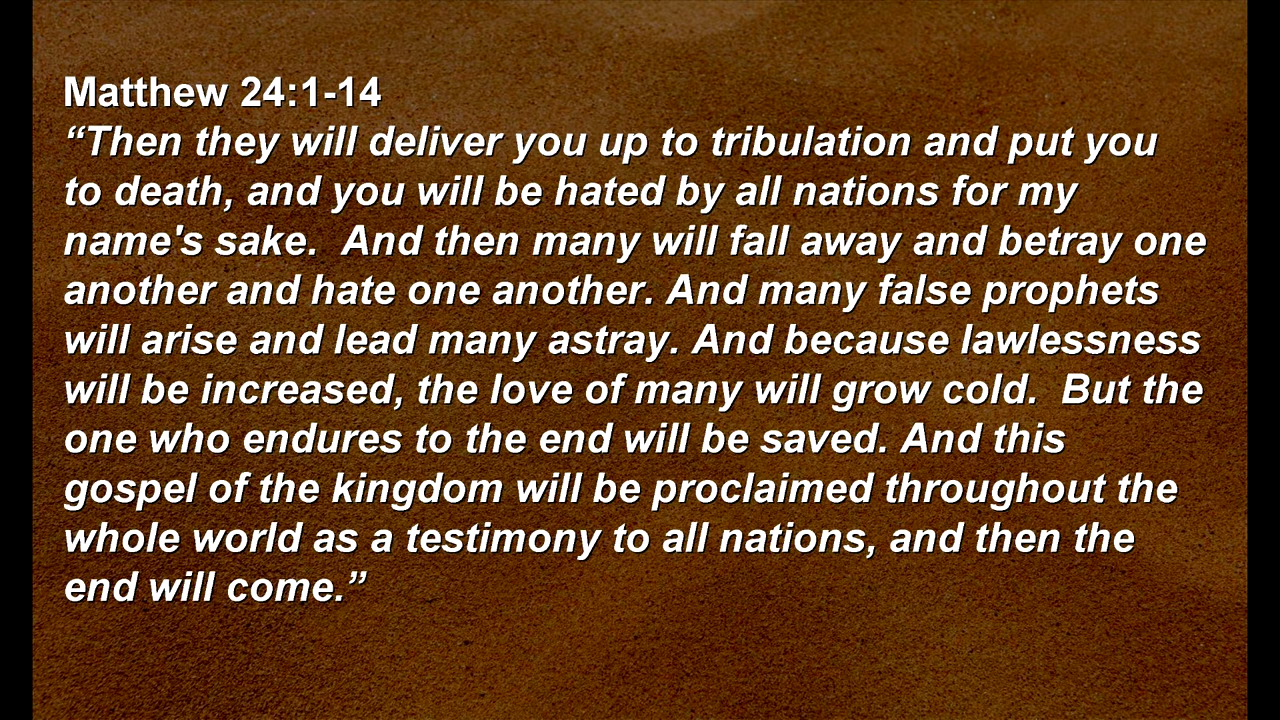 Matthew 24:1-14
“Then they will deliver you up to tribulation and put you
to death, and you will be hated by all nations for my
name's sake.  And then many will fall away and betray one
another and hate one another. And many false prophets
will arise and lead many astray. And because lawlessness
will be increased, the love of many will grow cold.  But the
one who endures to the end will be saved. And this
gospel of the kingdom will be proclaimed throughout the
whole world as a testimony to all nations, and then the
end will come.”